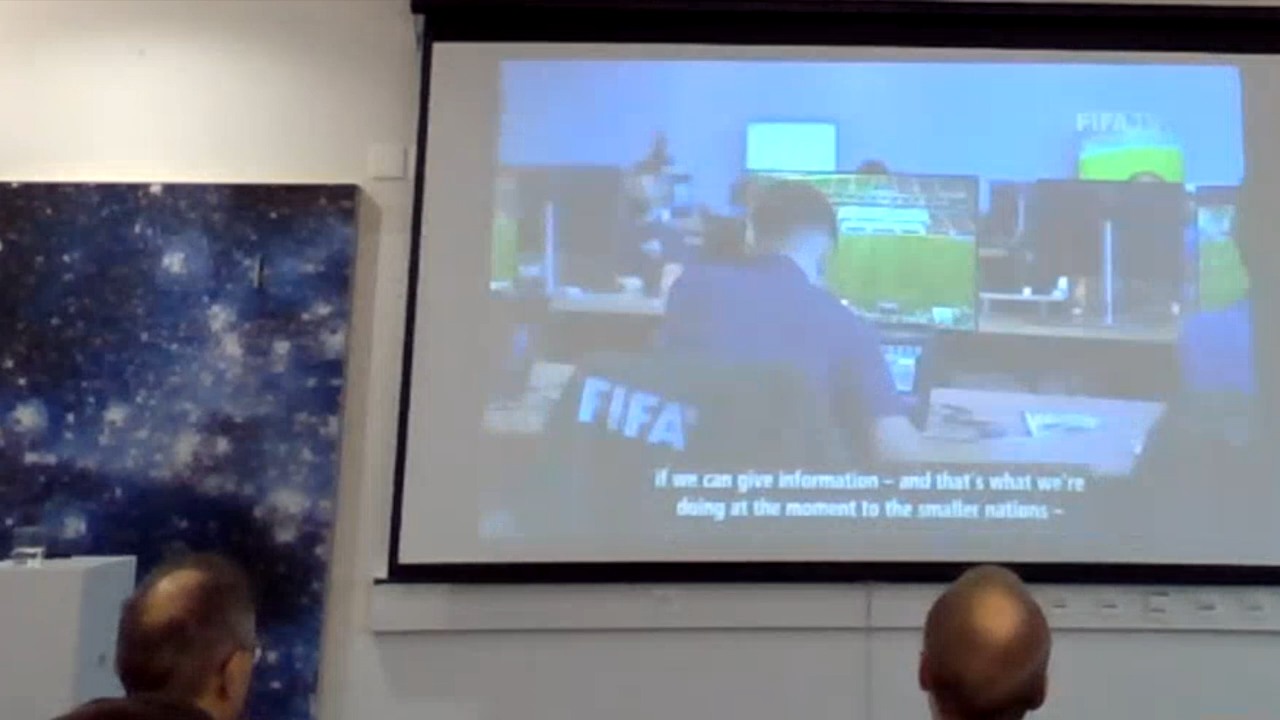 FIFA TV
FIFA
if we can give information – and that's what we're
doing at the moment to the smaller nations –